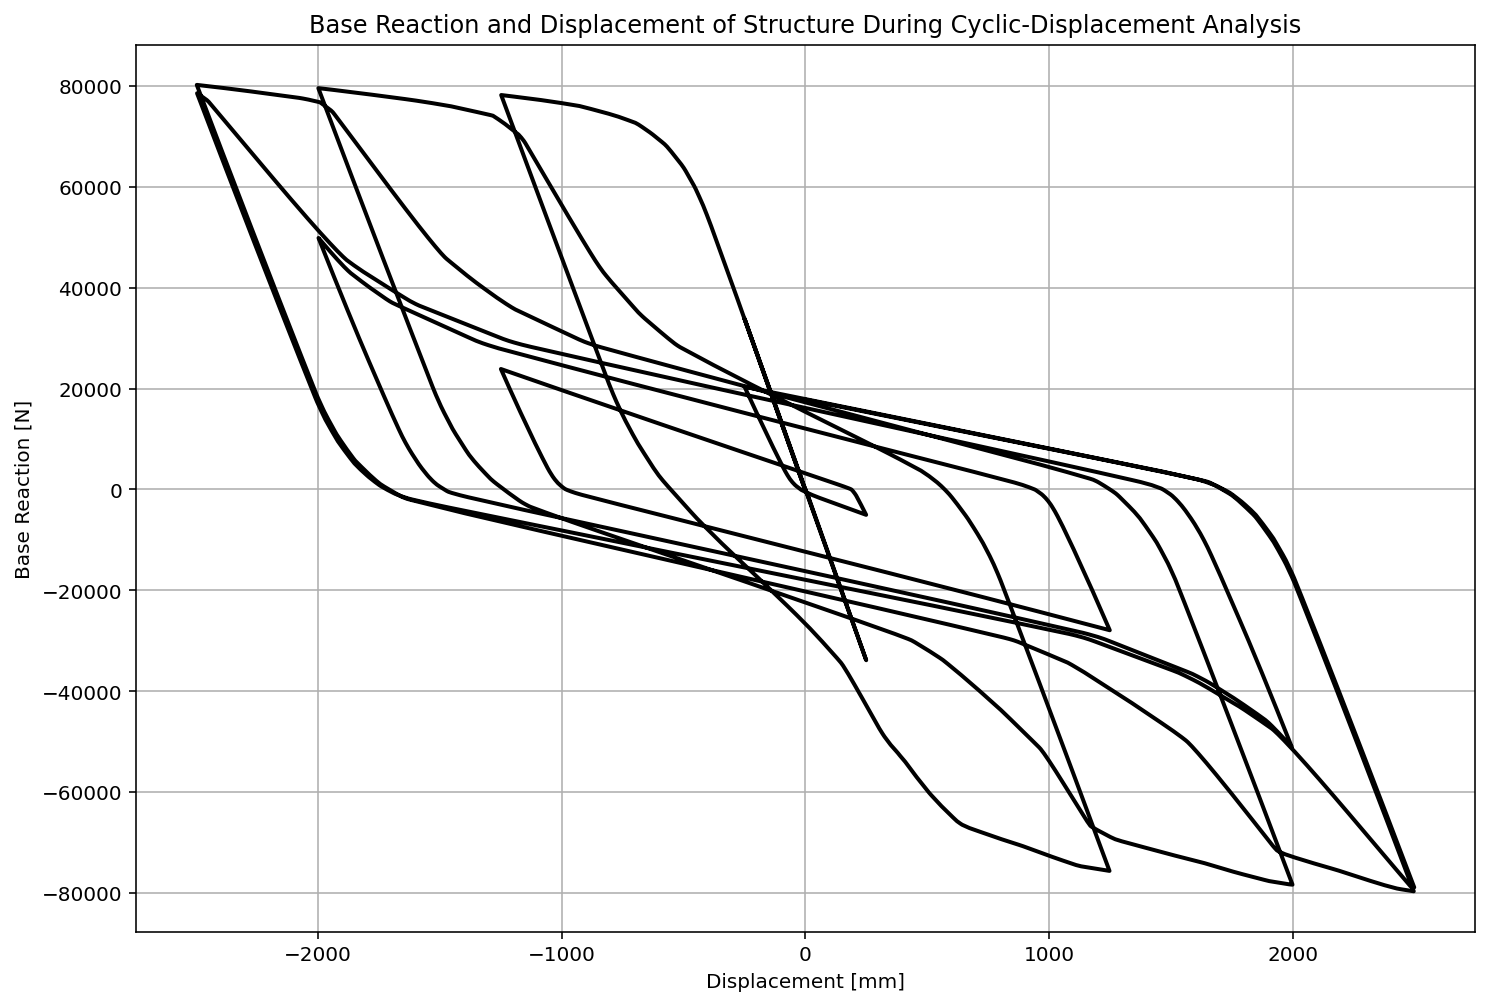 Base Reaction and Displacement of Structure During Cyclic-Displacement Analysis
80000
60000
40000
20000
0
−20000
−40000
−60000
−80000
Base Reaction [N]
−2000 −1000 0 1000 2000
Displacement [mm]